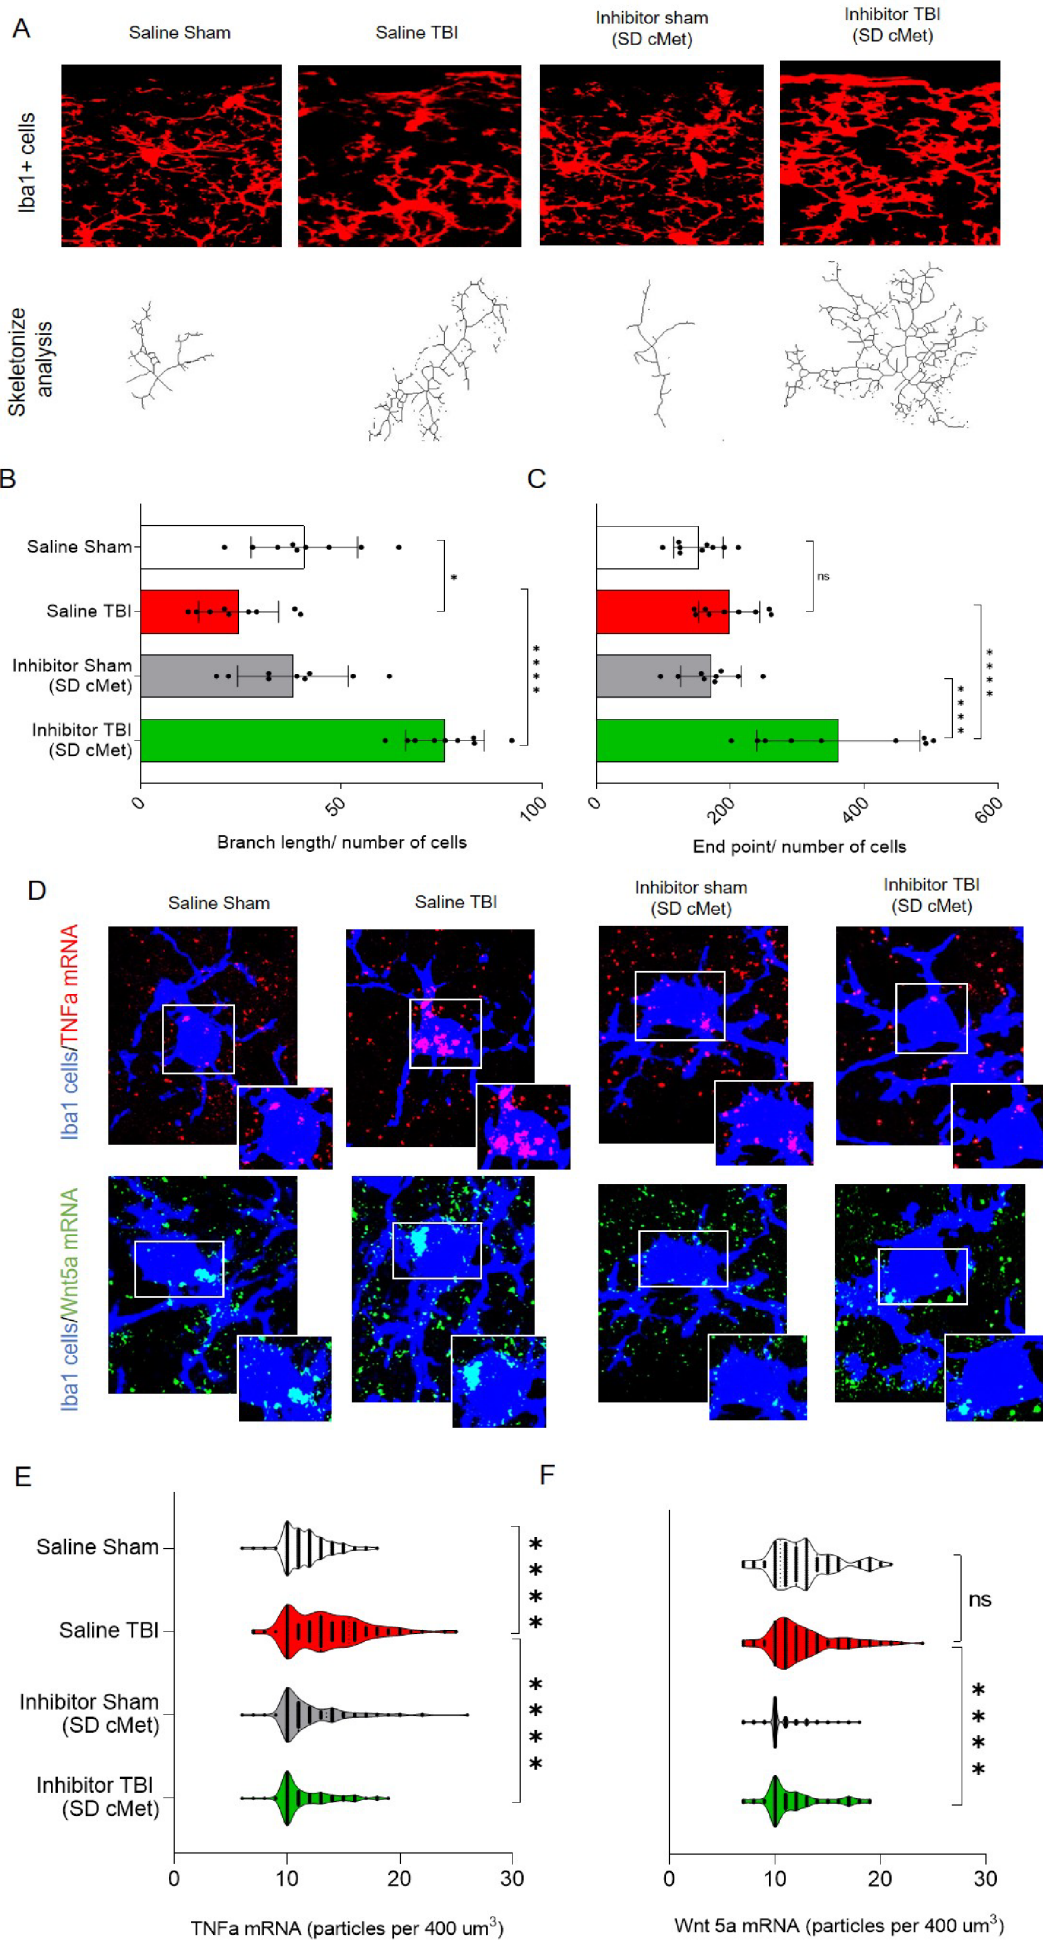 A
Saline Sham
Saline TBI
Inhibitor sham
(SD cMet)
Inhibitor TBI
(SD cMet)
Iba1+ cells
Skeletonize
analysis
B
Saline Sham
Saline TBI
Inhibitor Sham
(SD cMet)
Inhibitor TBI
(SD cMet)
*
* * * *
0
50
100
Branch length/ number of cells
C
ns
* * * *
* * * *
0
200
400
600
End point/ number of cells
D
Saline Sham
Saline TBI
Inhibitor sham
(SD cMet)
Inhibitor TBI
(SD cMet)
Iba1 cells/TNFa mRNA
Iba1 cells/Wnt5a mRNA
E
Saline Sham
Saline TBI
Inhibitor Sham
(SD cMet)
Inhibitor TBI
(SD cMet)
* * * *
* * * *
0
10
20
30
TNFa mRNA (particles per 400 um³)
F
ns
* * * *
0
10
20
30
Wnt 5a mRNA (particles per 400 um³)